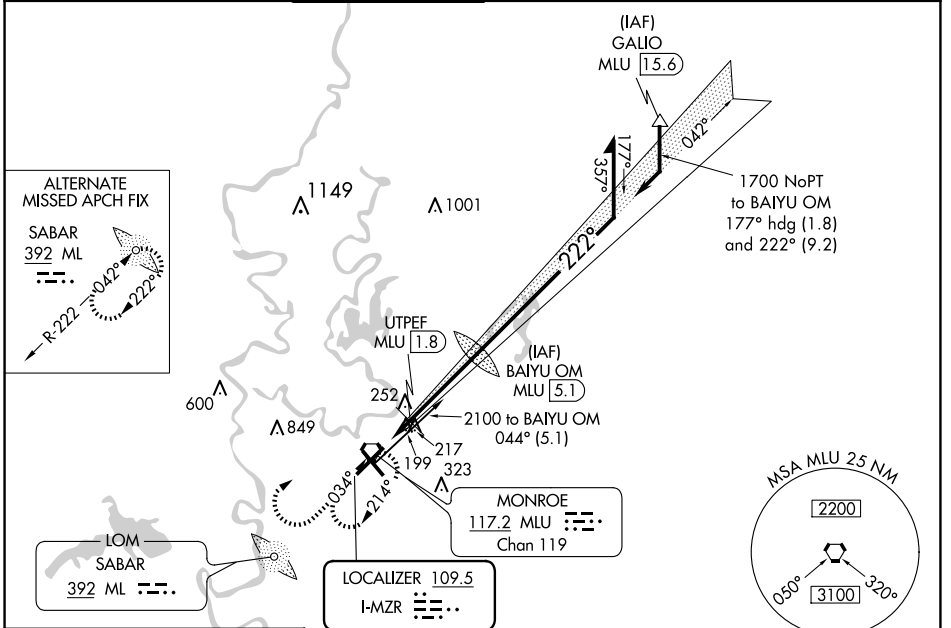 (IAF)
GALIO
MLU 15.6
042°
177°
357°
1700 NoPT
to BAIYU OM
177° hdg (1.8)
and 222° (9.2)
222°
ALTERNATE
MISSED APCH FIX
SABAR
392 ML
042°
222°
R-222
1149
1001
UTPEF
MLU 1.8
(IAF)
BAIYU OM
MLU 5.1
252
2100 to BAIYU OM
044° (5.1)
600
849
217
199
323
034°
214°
MONROE
117.2 MLU
Chan 119
LOM
SABAR
392 ML
LOCALIZER 109.5
I-MZR
MSA MLU 25 NM
2200
050°
320°
3100